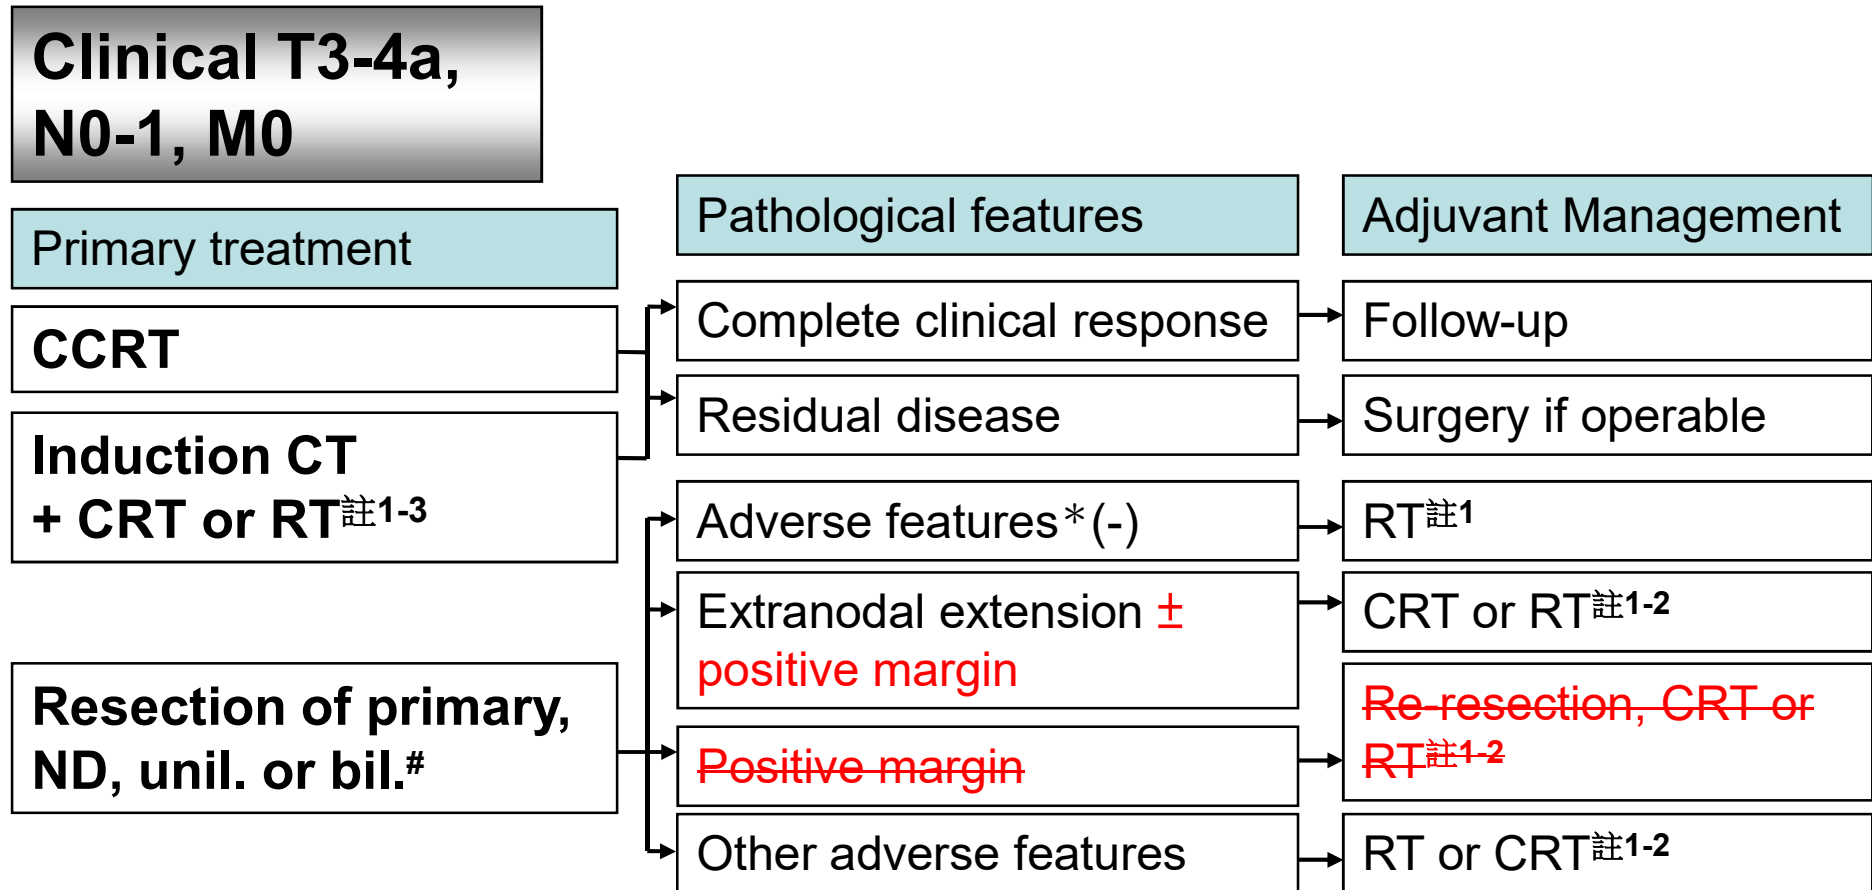 Clinical T3-4a,
N0-1, M0
Primary treatment
Pathological features
Adjuvant Management
CCRT
Complete clinical response
Follow-up
Induction CT
+ CRT or RT註1-3
Residual disease
Surgery if operable
Adverse features*(-)
RT註1
Extranodal extension ±
positive margin
CRT or RT註1-2
Resection of primary,
ND, unil. or bil.#
Positive margin
Re-resection, CRT or
RT註1-2
Other adverse features
RT or CRT註1-2